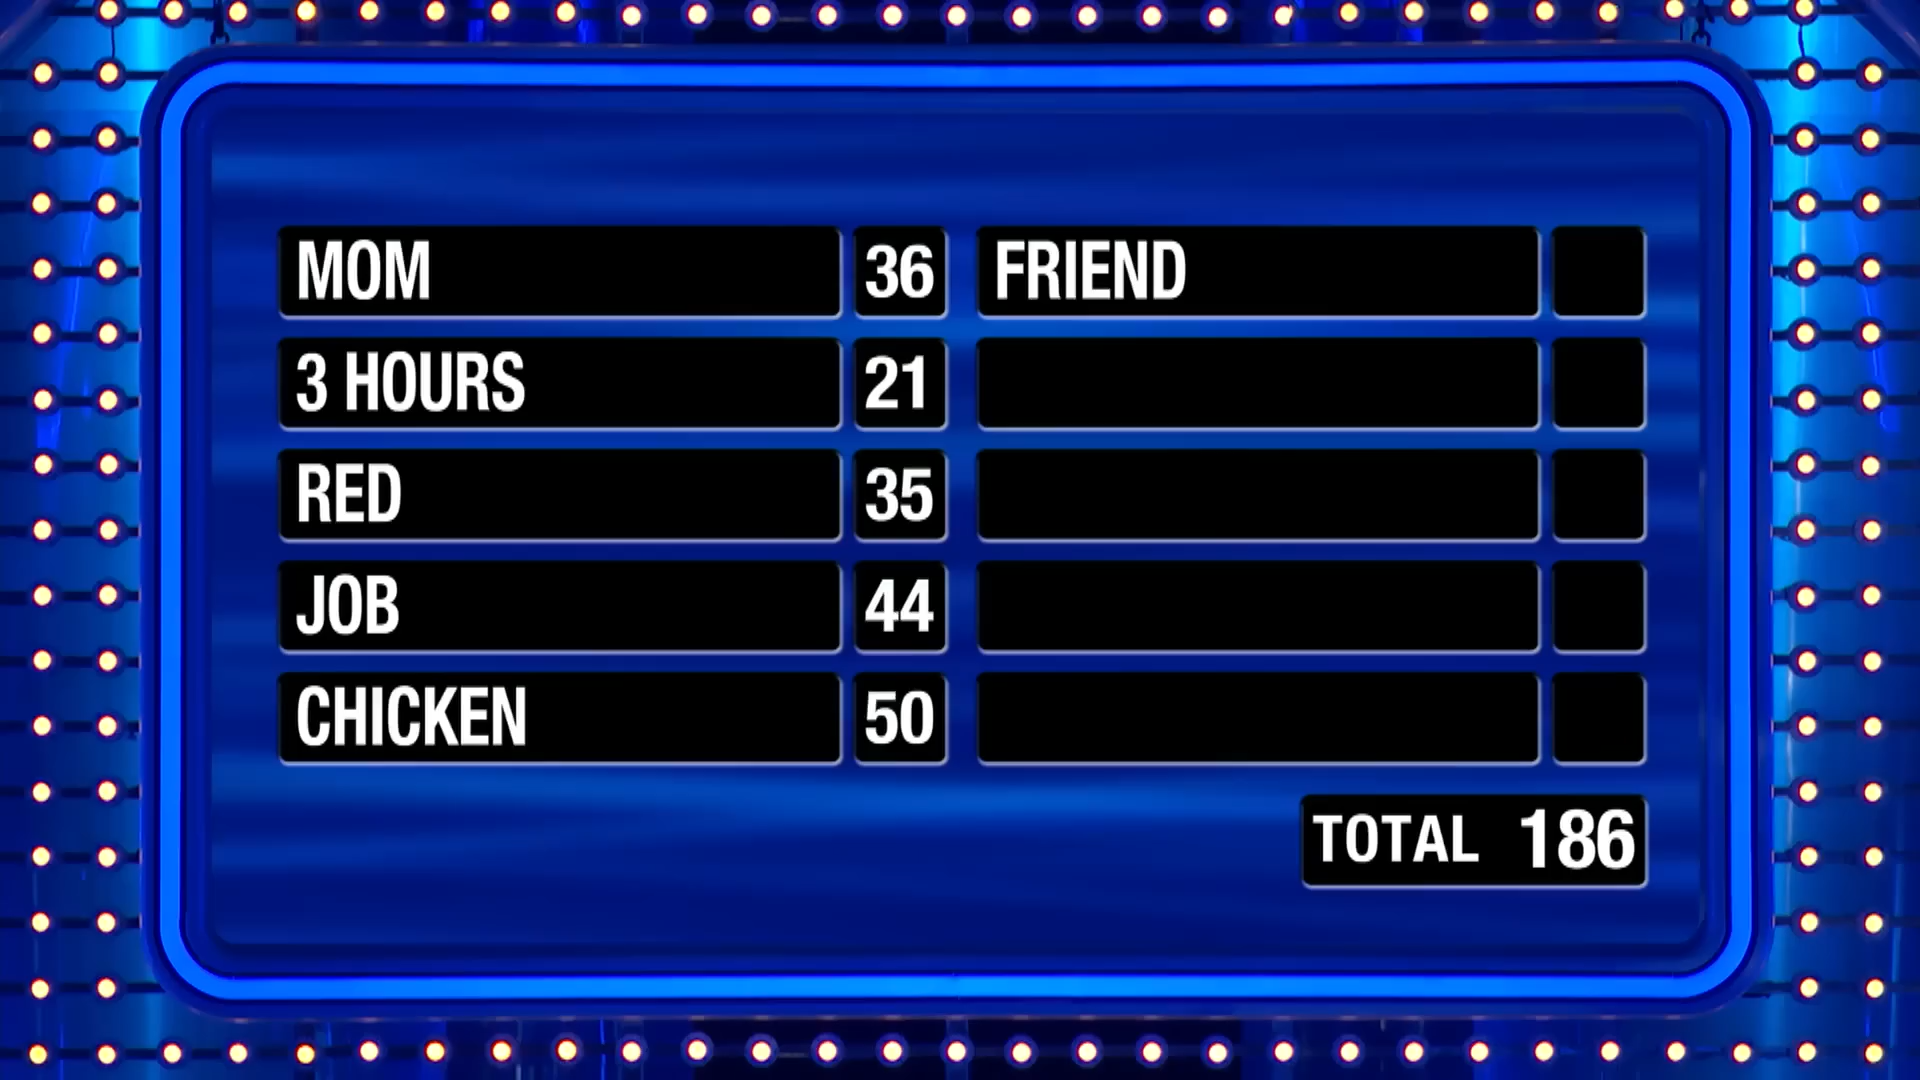 MOM 36 FRIEND
3 HOURS 21
RED 35
JOB 44
CHICKEN 50
TOTAL 186